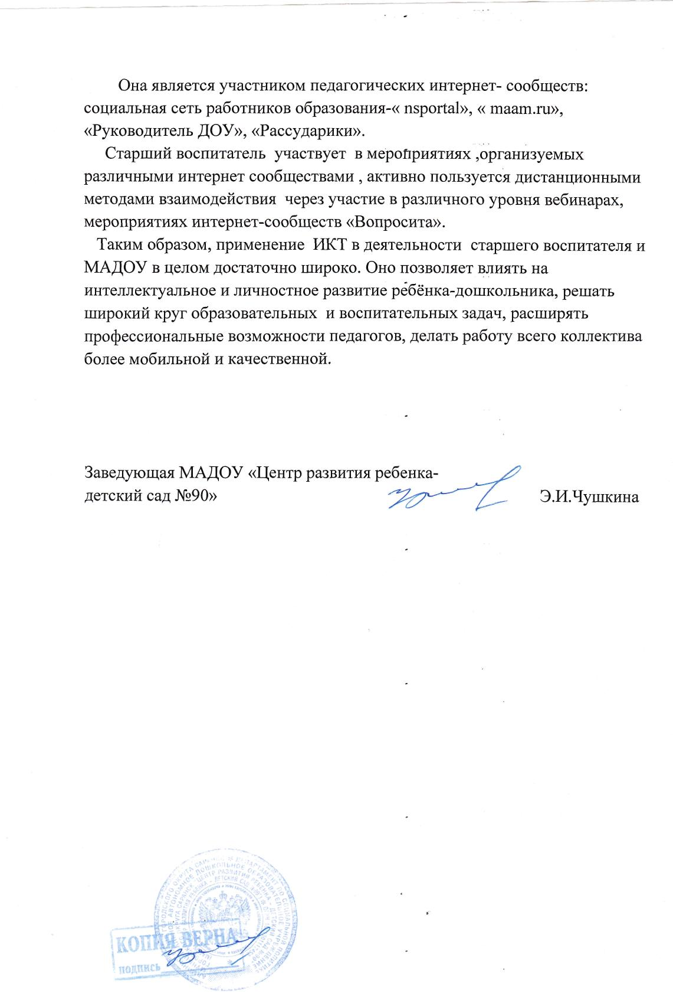 Она является участником педагогических интернет- сообществ:
социальная сеть работников образования-« nsportal», « maam.ru»,
«Руководитель ДОУ», «Рассударики».
Старший воспитатель  участвует  в мероприятиях ,организуемых
различными интернет сообществами , активно пользуется дистанционными
методами взаимодействия  через участие в различного уровня вебинарах,
мероприятиях интернет-сообществ «Вопросита».
Таким образом, применение  ИКТ в деятельности  старшего воспитателя и
МАДОУ в целом достаточно широко. Оно позволяет влиять на
интеллектуальное и личностное развитие ребёнка-дошкольника, решать
широкий круг образовательных  и воспитательных задач, расширять
профессиональные возможности педагогов, делать работу всего коллектива
более мобильной и качественной.
Заведующая МАДОУ «Центр развития ребенка-
детский сад №90»
Э.И.Чушкина
КОПИЯ ВЕРНА
подпись